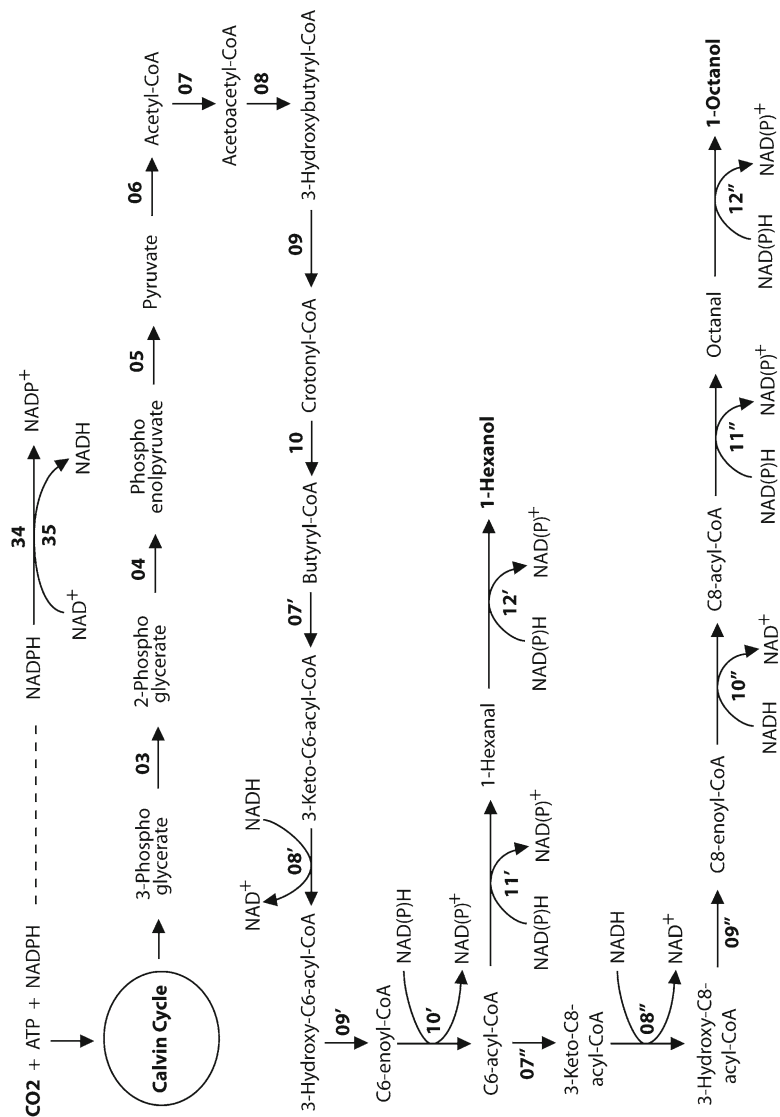 CO2 + ATP + NADPH
NADPH
34
35
NADP+
NAD+
NADH
Calvin Cycle
3-Phospho
glycerate
03
2-Phospho
glycerate
04
Phospho
enolpyruvate
05
Pyruvate
06
Acetyl-CoA
07
Acetoacetyl-CoA
08
3-Hydroxybutyryl-CoA
09
Crotonyl-CoA
10
Butyryl-CoA
07′
3-Keto-C6-acyl-CoA
NADH
08′
NAD+
3-Hydroxy-C6-acyl-CoA
09′
C6-enoyl-CoA
NAD(P)H
10′
NAD(P)+
C6-acyl-CoA
11′
NAD(P)H
NAD(P)+
1-Hexanal
12′
NAD(P)H
NAD(P)+
1-Hexanol
07″
3-Keto-C8-
acyl-CoA
NADH
08″
NAD+
3-Hydroxy-C8-
acyl-CoA
09″
C8-enoyl-CoA
10″
NADH
NAD+
C8-acyl-CoA
11″
NAD(P)H
NAD(P)+
Octanal
12″
NAD(P)H
NAD(P)+
1-Octanol